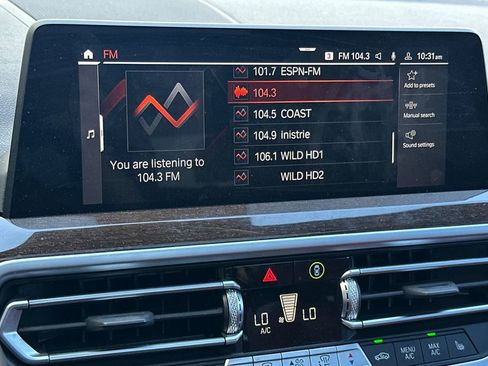 FM
3 FM 104.3 10:31am
101.7 ESPN-FM
104.3
104.5 COAST
104.9 inistrie
106.1 WILD HD1
WILD HD2
You are listening to
104.3 FM
Add to presets
Manual search
Sound settings
LO LO
A/C
MENU
A/C
MAX
A/C